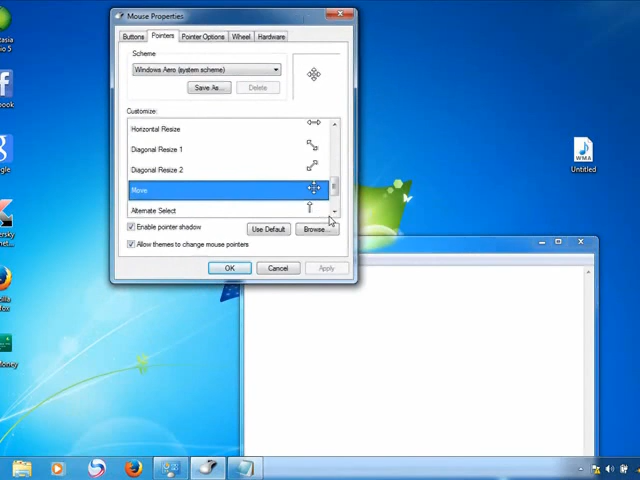 Mouse Properties
Buttons Pointers Pointer Options Wheel Hardware
Scheme
Windows Aero (system scheme)
Save As... Delete
Customize:
Horizontal Resize
Diagonal Resize 1
Diagonal Resize 2
Move
Alternate Select
Enable pointer shadow
Use Default Browse...
Allow themes to change mouse pointers
OK Cancel Apply
WMA
Untitled